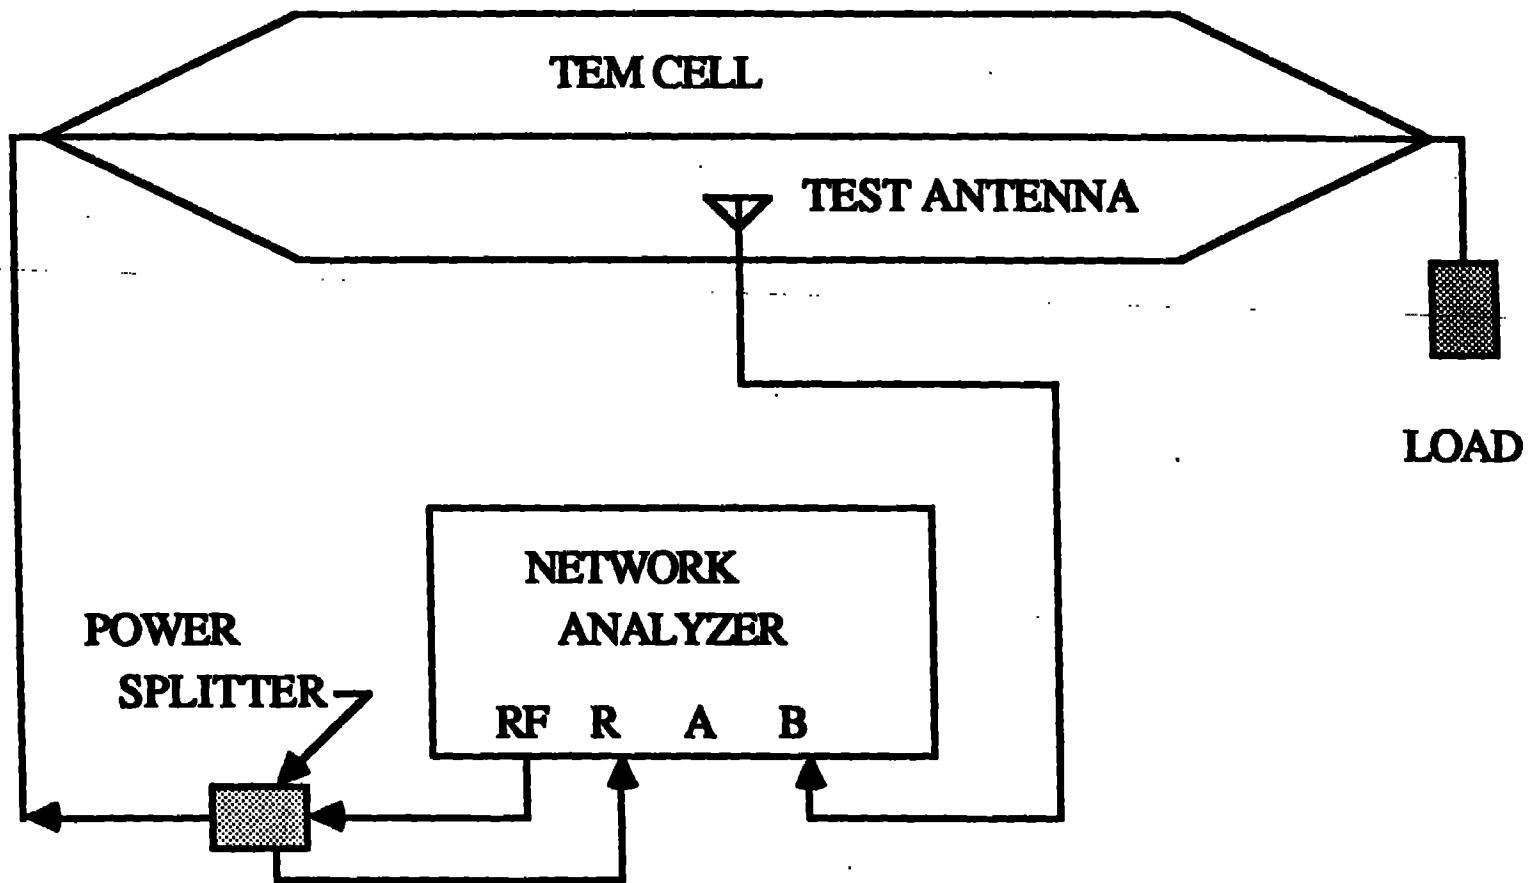 TEM CELL
TEST ANTENNA
LOAD
NETWORK
ANALYZER
POWER
SPLITTER
RF R A B